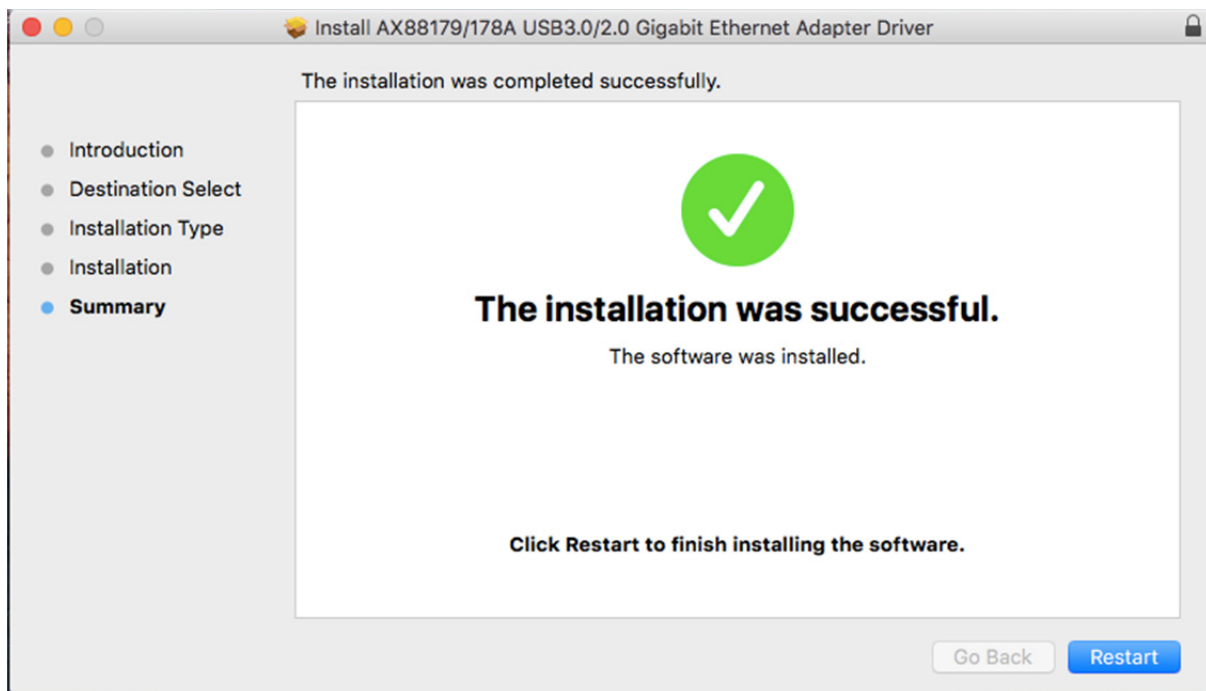 Install AX88179/178A USB3.0/2.0 Gigabit Ethernet Adapter Driver
The installation was completed successfully.
Introduction
Destination Select
Installation Type
Installation
Summary
The installation was successful.
The software was installed.
Click Restart to finish installing the software.
Go Back
Restart